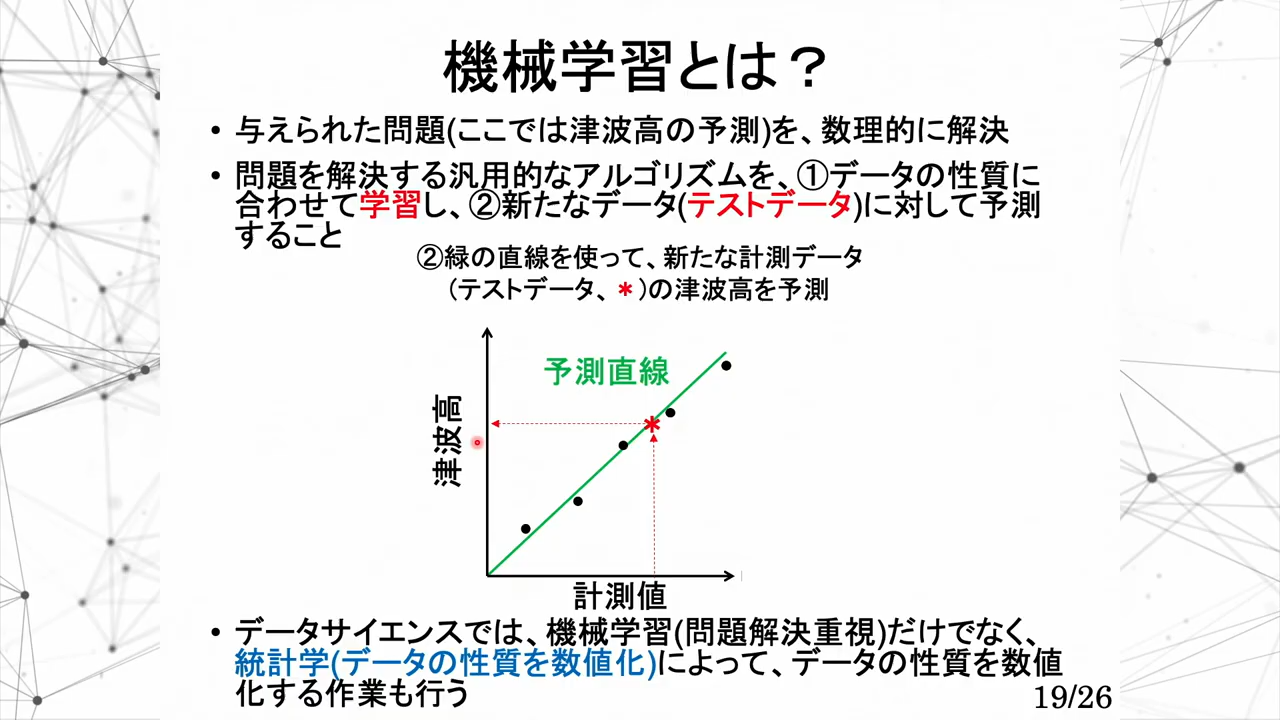 機械学習とは？
• 与えられた問題(ここでは津波高の予測)を、数理的に解決
• 問題を解決する汎用的なアルゴリズムを、①データの性質に
合わせて学習し、②新たなデータ(テストデータ)に対して予測
すること
②緑の直線を使って、新たな計測データ
(テストデータ、*)の津波高を予測
予測直線
津波高
計測値
• データサイエンスでは、機械学習(問題解決重視)だけでなく、
統計学(データの性質を数値化)によって、データの性質を数値
化する作業も行う
19/26